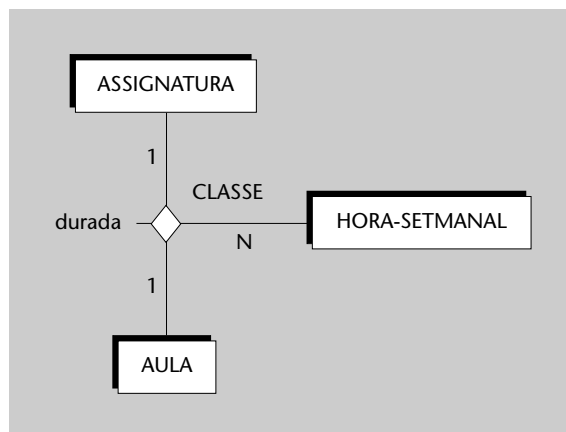 ASSIGNATURA
1
CLASSE
durada
HORA-SETMANAL
N
1
AULA